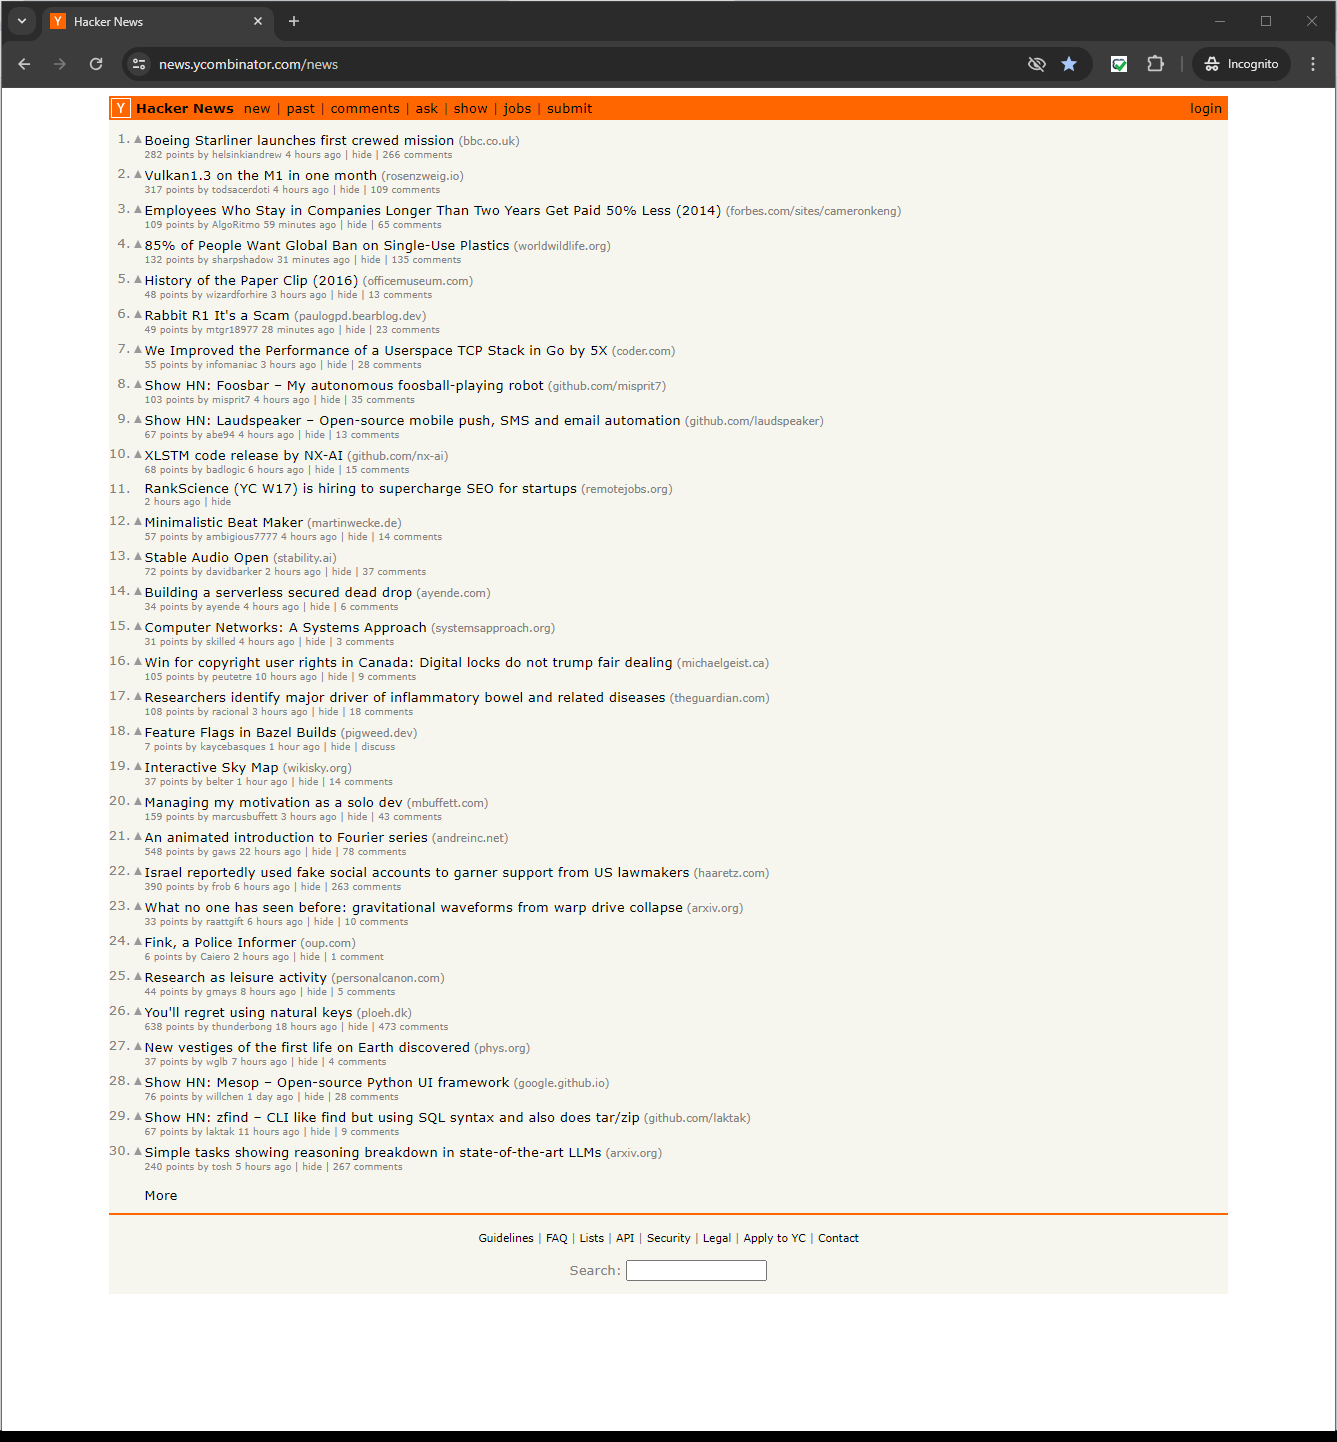 Y Hacker News
news.ycombinator.com/news
Incognito
Y Hacker News new | past | comments | ask | show | jobs | submit login
1. Boeing Starliner launches first crewed mission (bbc.co.uk)
282 points by helsinkiandrew 4 hours ago | hide | 266 comments
2. Vulkan1.3 on the M1 in one month (rosenzweig.io)
317 points by todsacerdoti 4 hours ago | hide | 109 comments
3. Employees Who Stay in Companies Longer Than Two Years Get Paid 50% Less (2014) (forbes.com/sites/cameronkeng)
109 points by AlgoRitmo 59 minutes ago | hide | 65 comments
4. 85% of People Want Global Ban on Single-Use Plastics (worldwildlife.org)
132 points by sharpshadow 31 minutes ago | hide | 135 comments
5. History of the Paper Clip (2016) (officemuseum.com)
48 points by wizardforhire 3 hours ago | hide | 13 comments
6. Rabbit R1 It's a Scam (paulogpd.bearblog.dev)
49 points by mtgr18977 28 minutes ago | hide | 23 comments
7. We Improved the Performance of a Userspace TCP Stack in Go by 5X (coder.com)
55 points by infomaniac 3 hours ago | hide | 28 comments
8. Show HN: Foosbar – My autonomous foosball-playing robot (github.com/misprit7)
103 points by misprit7 4 hours ago | hide | 35 comments
9. Show HN: Laudspeaker – Open-source mobile push, SMS and email automation (github.com/laudspeaker)
67 points by abe94 4 hours ago | hide | 13 comments
10. XLSTM code release by NX-AI (github.com/nx-ai)
68 points by badlogic 6 hours ago | hide | 15 comments
11. RankScience (YC W17) is hiring to supercharge SEO for startups (remotejobs.org)
2 hours ago | hide
12. Minimalistic Beat Maker (martinwecke.de)
57 points by ambigious7777 4 hours ago | hide | 14 comments
13. Stable Audio Open (stability.ai)
72 points by davidbarker 2 hours ago | hide | 37 comments
14. Building a serverless secured dead drop (ayende.com)
34 points by ayende 4 hours ago | hide | 6 comments
15. Computer Networks: A Systems Approach (systemsapproach.org)
31 points by skilled 4 hours ago | hide | 3 comments
16. Win for copyright user rights in Canada: Digital locks do not trump fair dealing (michaelgeist.ca)
105 points by peutetre 10 hours ago | hide | 9 comments
17. Researchers identify major driver of inflammatory bowel and related diseases (theguardian.com)
108 points by racional 3 hours ago | hide | 18 comments
18. Feature Flags in Bazel Builds (pigweed.dev)
7 points by kaycebasques 1 hour ago | hide | discuss
19. Interactive Sky Map (wikisky.org)
37 points by belter 1 hour ago | hide | 14 comments
20. Managing my motivation as a solo dev (mbuffett.com)
159 points by marcusbuffett 3 hours ago | hide | 43 comments
21. An animated introduction to Fourier series (andreinc.net)
548 points by gaws 22 hours ago | hide | 78 comments
22. Israel reportedly used fake social accounts to garner support from US lawmakers (haaretz.com)
390 points by frob 6 hours ago | hide | 263 comments
23. What no one has seen before: gravitational waveforms from warp drive collapse (arxiv.org)
33 points by raattgift 6 hours ago | hide | 10 comments
24. Fink, a Police Informer (oup.com)
6 points by Caiero 2 hours ago | hide | 1 comment
25. Research as leisure activity (personalcanon.com)
44 points by gmays 8 hours ago | hide | 5 comments
26. You'll regret using natural keys (ploeh.dk)
638 points by thunderbong 18 hours ago | hide | 473 comments
27. New vestiges of the first life on Earth discovered (phys.org)
37 points by wglb 7 hours ago | hide | 4 comments
28. Show HN: Mesop – Open-source Python UI framework (google.github.io)
76 points by willchen 1 day ago | hide | 28 comments
29. Show HN: zfind – CLI like find but using SQL syntax and also does tar/zip (github.com/laktak)
67 points by laktak 11 hours ago | hide | 9 comments
30. Simple tasks showing reasoning breakdown in state-of-the-art LLMs (arxiv.org)
240 points by tosh 5 hours ago | hide | 267 comments
More
Guidelines | FAQ | Lists | API | Security | Legal | Apply to YC | Contact
Search: